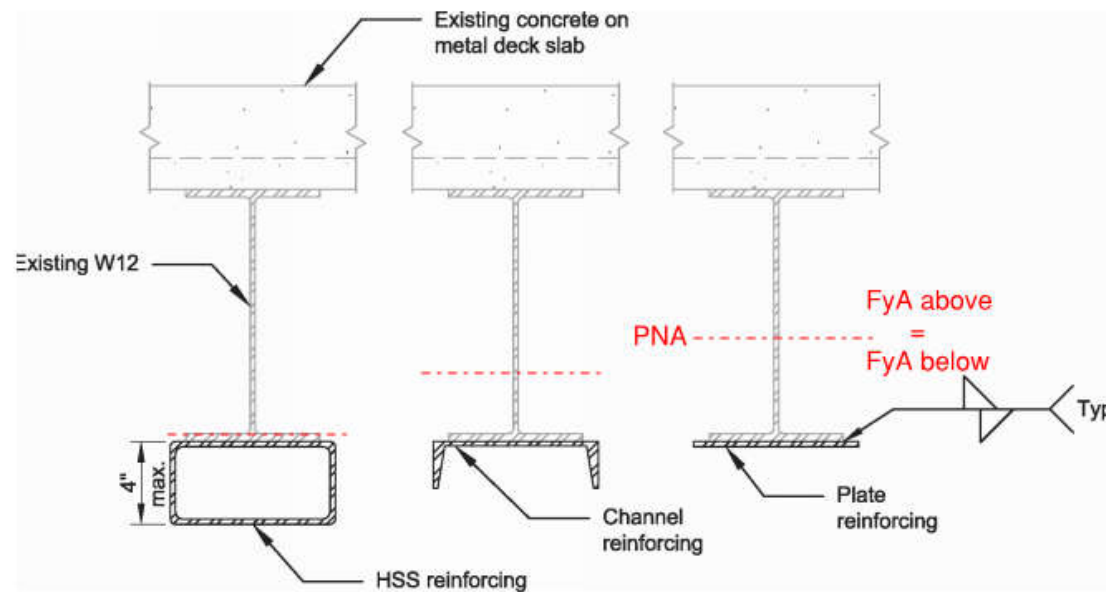 Existing concrete on
metal deck slab
Existing W12
PNA
FyA above
=
FyA below
Typ
4"
max.
Plate
reinforcing
Channel
reinforcing
HSS reinforcing